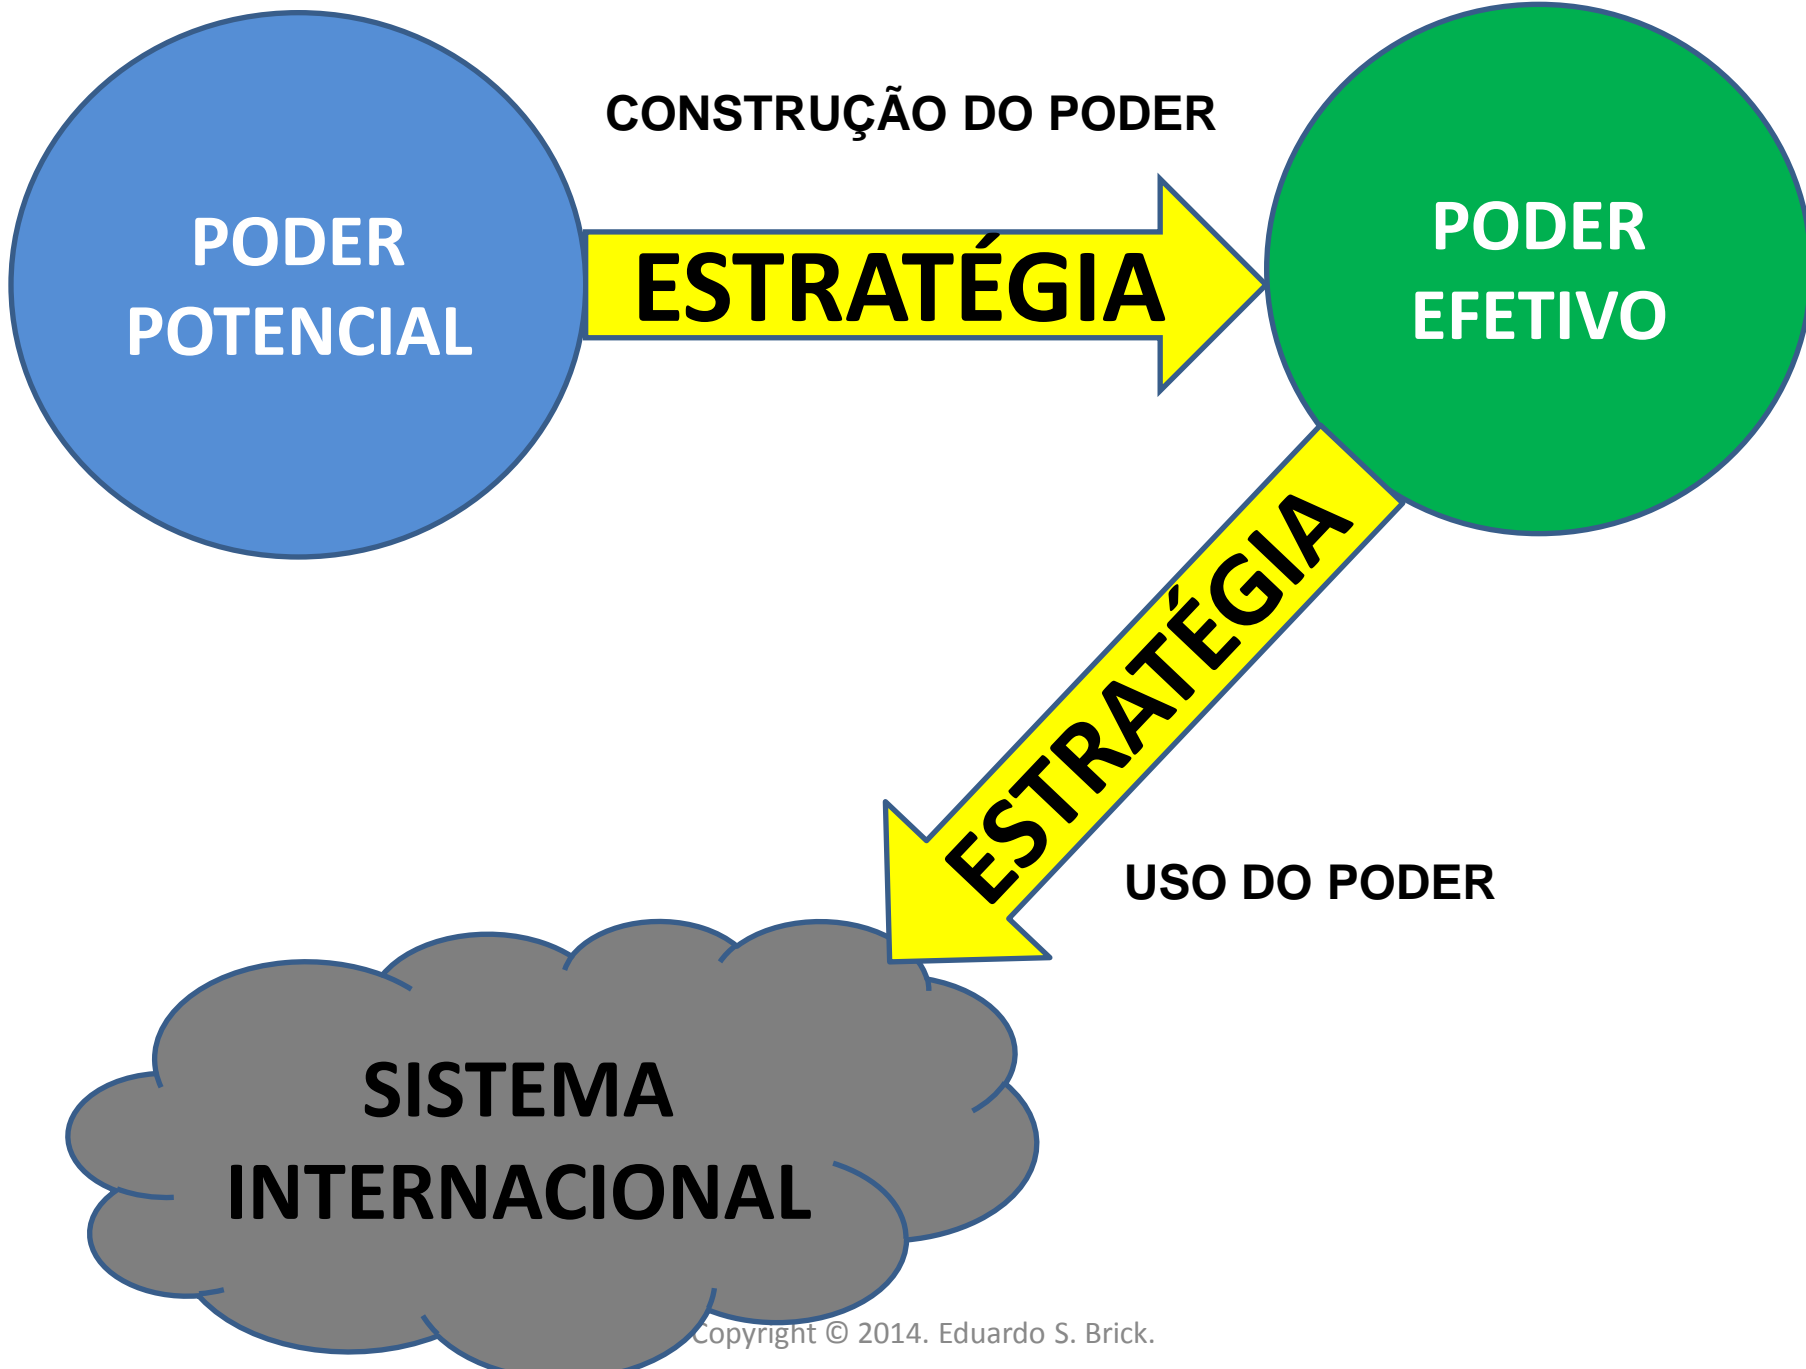 CONSTRUÇÃO DO PODER
PODER
POTENCIAL
ESTRATÉGIA
PODER
EFETIVO
ESTRATÉGIA
USO DO PODER
SISTEMA
INTERNACIONAL
Copyright © 2014. Eduardo S. Brick.